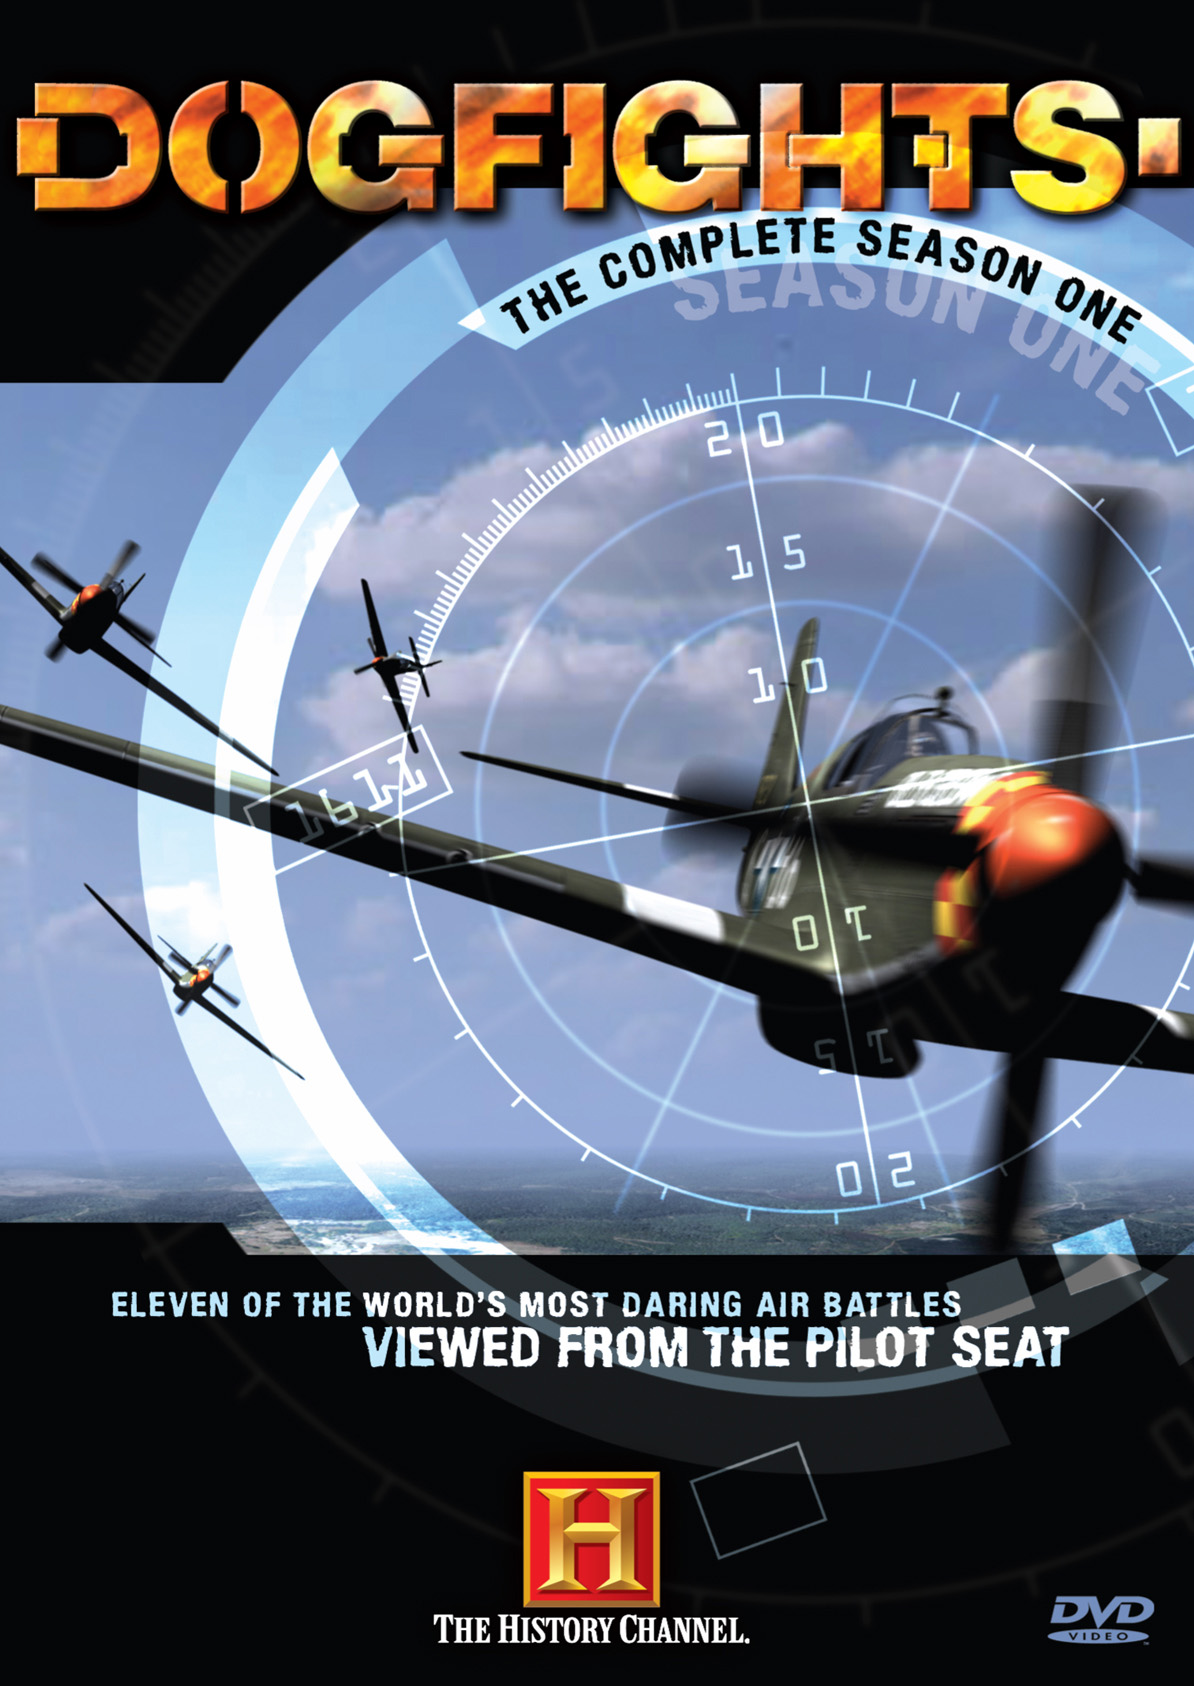 DOGFIGHTS
THE COMPLETE SEASON ONE
SEASON ONE
20
15
10
10
15
20
ELEVEN OF THE WORLD'S MOST DARING AIR BATTLES
VIEWED FROM THE PILOT SEAT
H
THE HISTORY CHANNEL.
DVD
VIDEO